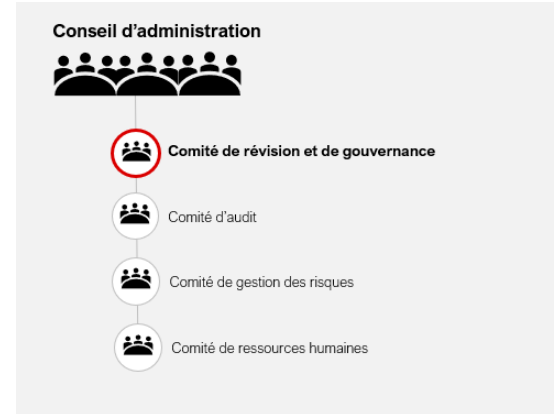 Conseil d'administration
Comité de révision et de gouvernance
Comité d'audit
Comité de gestion des risques
Comité de ressources humaines